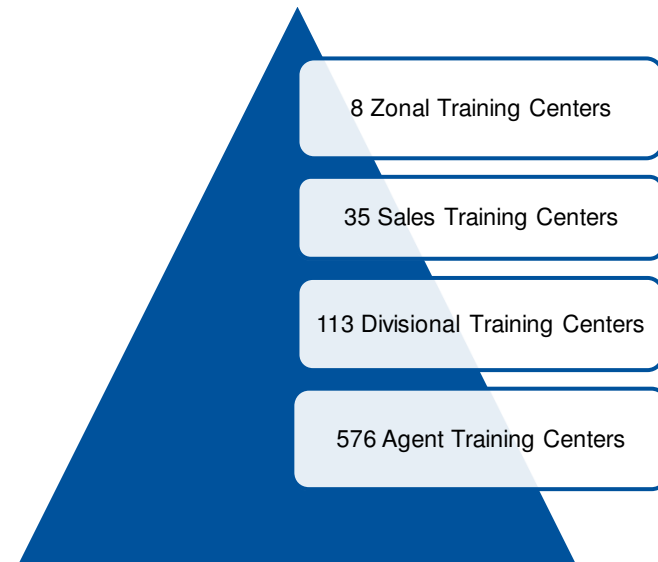 8 Zonal Training Centers
35 Sales Training Centers
113 Divisional Training Centers
576 Agent Training Centers